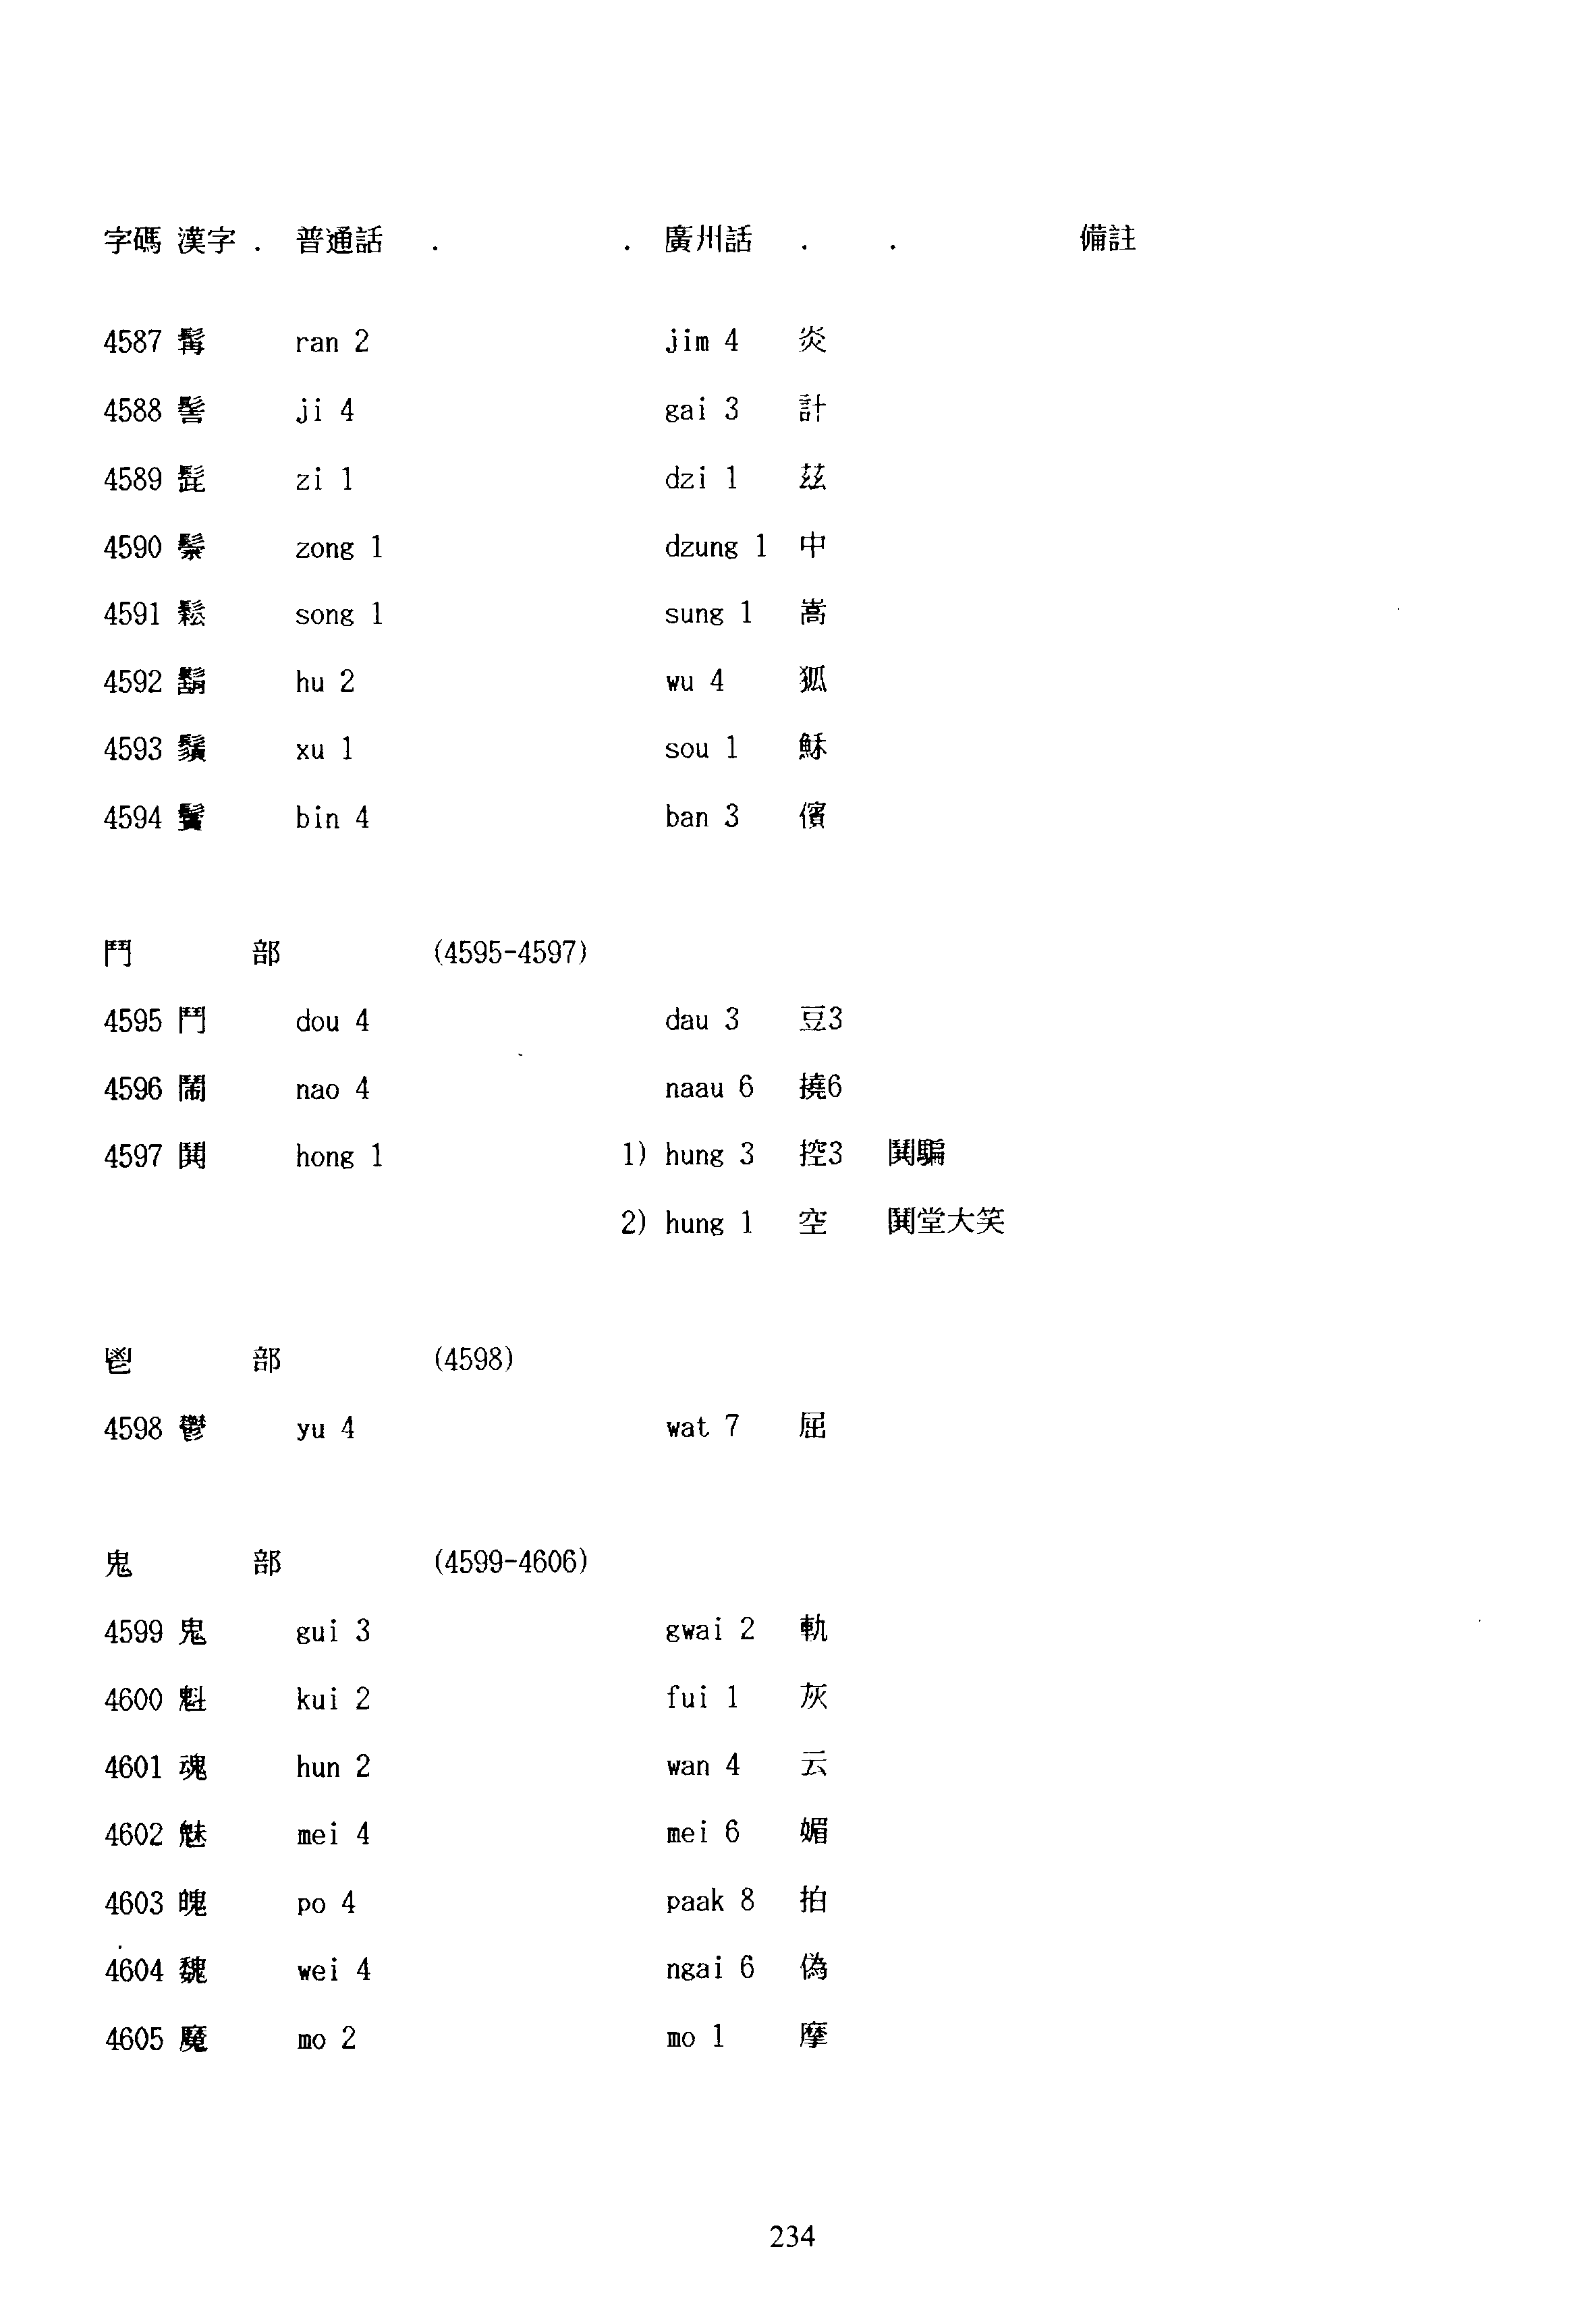 字碼 漢字 . 普通話 . . 廣州話 . . 備註
4587 髯 ran 2 jim 4 炎
4588 髻 ji 4 gai 3 計
4589 髭 zi 1 dzi 1 玆
4590 鬃 zong 1 dzung 1 中
4591 鬆 song 1 sung 1 嵩
4592 鬍 hu 2 wu 4 狐
4593 鬚 xu 1 sou 1 穌
4594 鬢 bin 4 ban 3 儐
鬥 部 (4595-4597)
4595 鬥 dou 4 dau 3 豆3
4596 鬧 nao 4 naau 6 撓6
4597 鬨 hong 1 1) hung 3 控3 鬨騙
2) hung 1 空 鬨堂大笑
鬯 部 (4598)
4598 鬱 yu 4 wat 7 屈
鬼 部 (4599-4606)
4599 鬼 gui 3 gwai 2 軌
4600 魁 kui 2 fui 1 灰
4601 魂 hun 2 wan 4 云
4602 魅 mei 4 mei 6 媚
4603 魄 po 4 paak 8 拍
4604 魏 wei 4 ngai 6 偽
4605 魔 mo 2 mo 1 摩
234